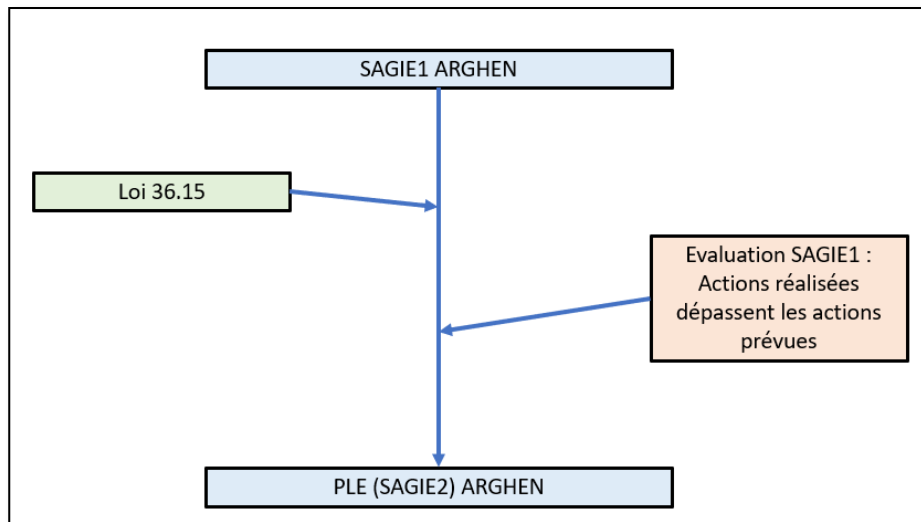 SAGIE1 ARGHEN
Loi 36.15
Evaluation SAGIE1 :
Actions réalisées
dépassent les actions
prévues
PLE (SAGIE2) ARGHEN